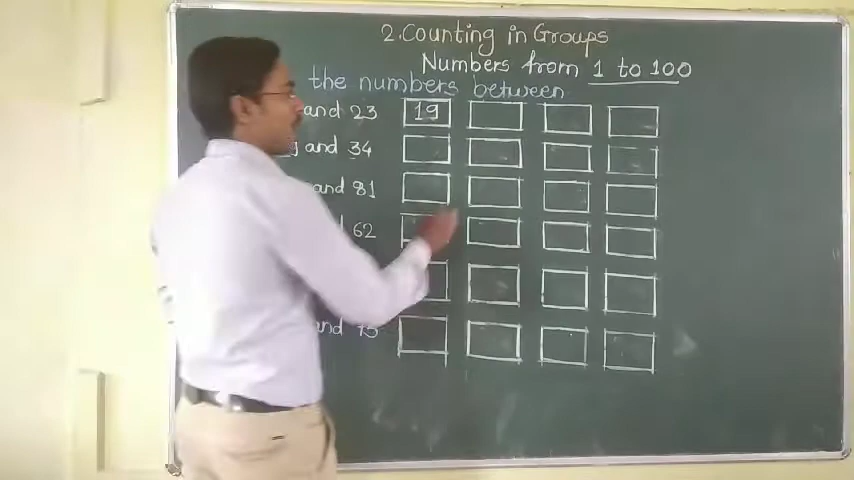 2.Counting in Groups
Numbers from 1 to 100
the numbers between
and 23 19
and 34
and 81
62
and 75